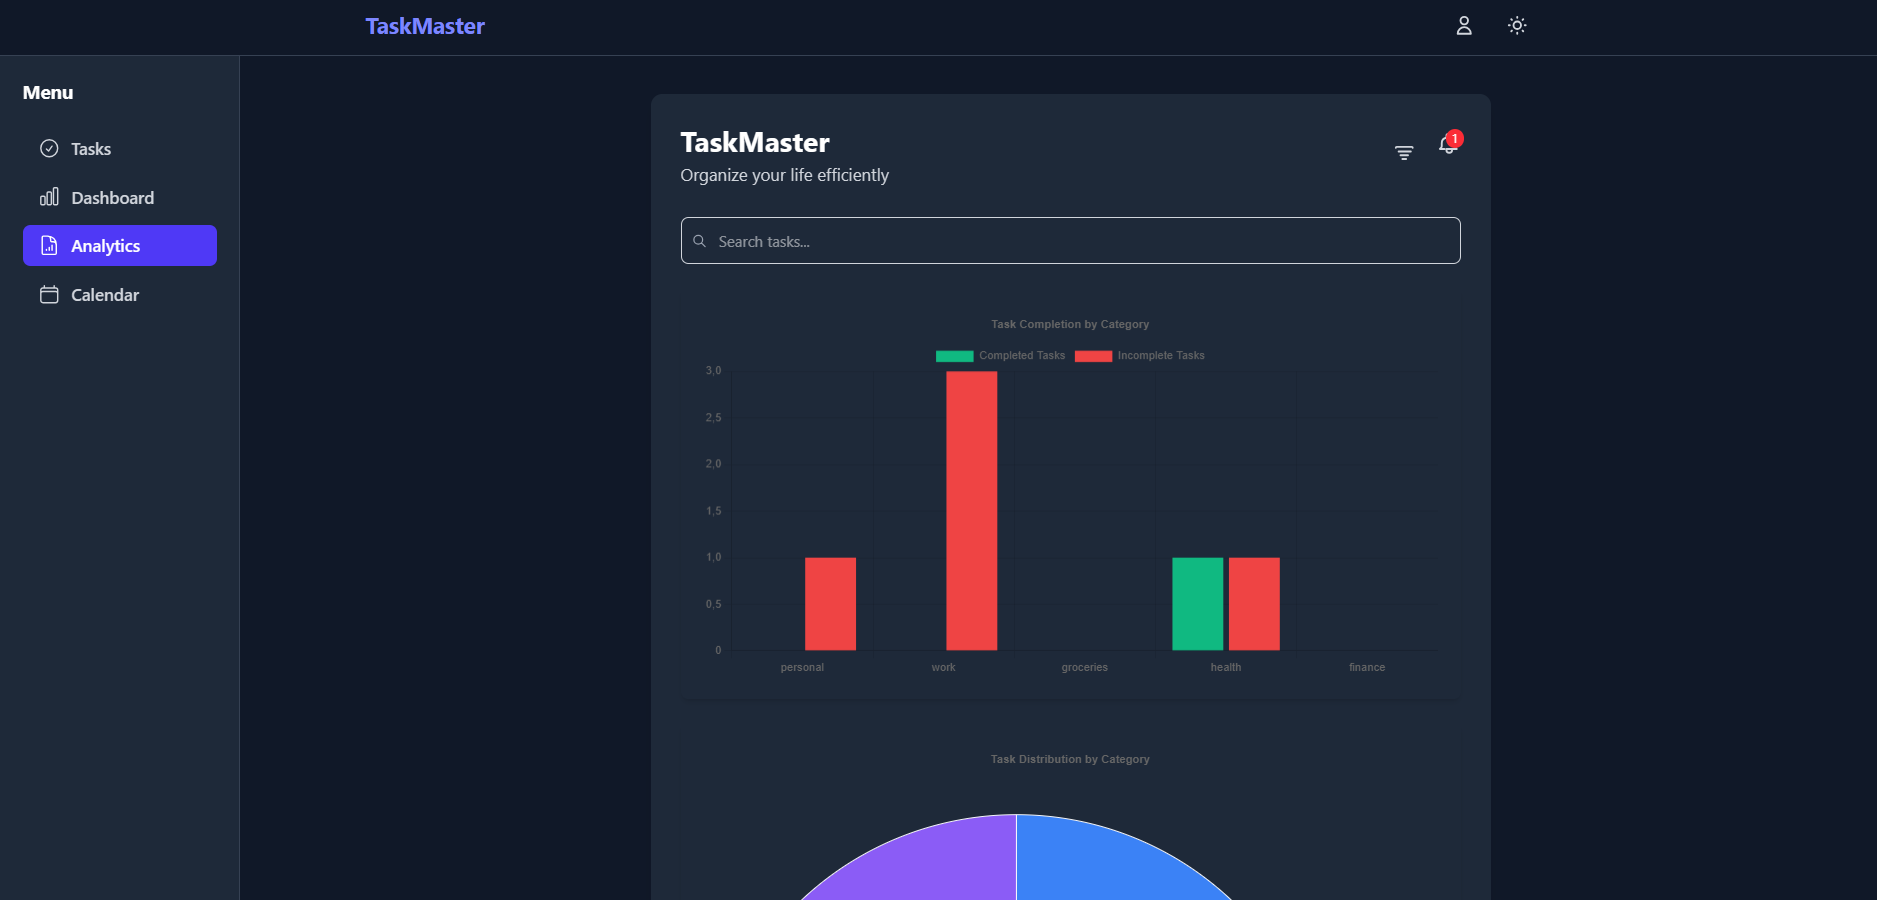 TaskMaster
Menu
Tasks
Dashboard
Analytics
Calendar
TaskMaster
1
Organize your life efficiently
Search tasks...
Task Completion by Category
Completed Tasks Incomplete Tasks
3,0
2,5
2,0
1,5
1,0
0,5
0
personal work groceries health finance
Task Distribution by Category